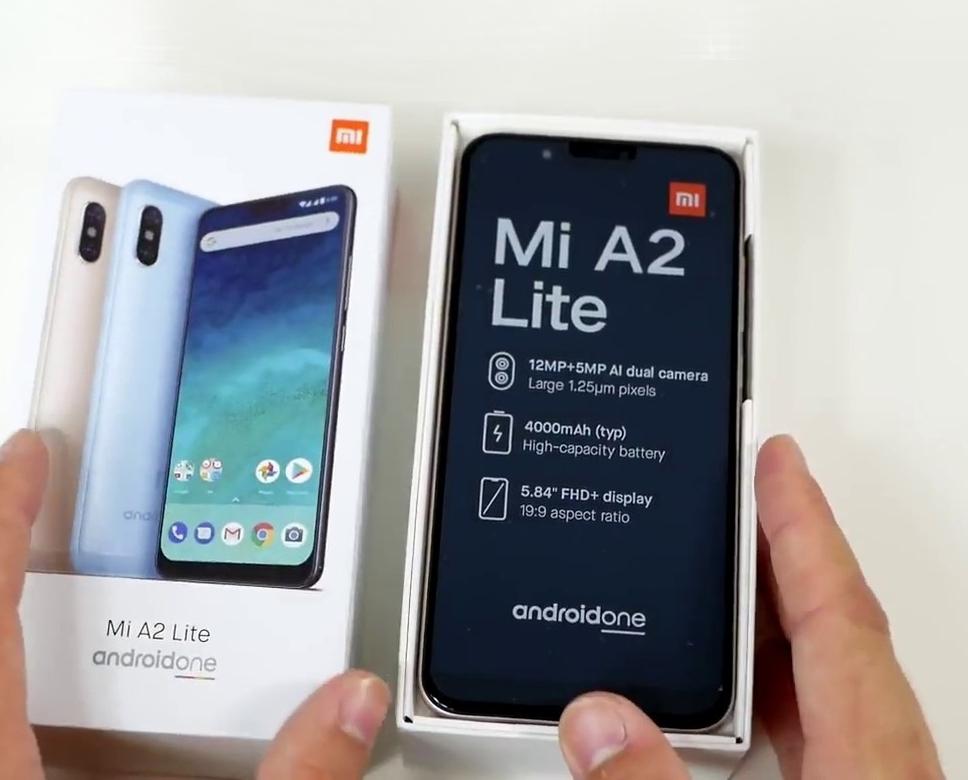 mi
Mi A2 Lite
androidone
mi
Mi A2
Lite
12MP+5MP AI dual camera
Large 1.25µm pixels
4000mAh (typ)
High-capacity battery
5.84" FHD+ display
19:9 aspect ratio
androidone